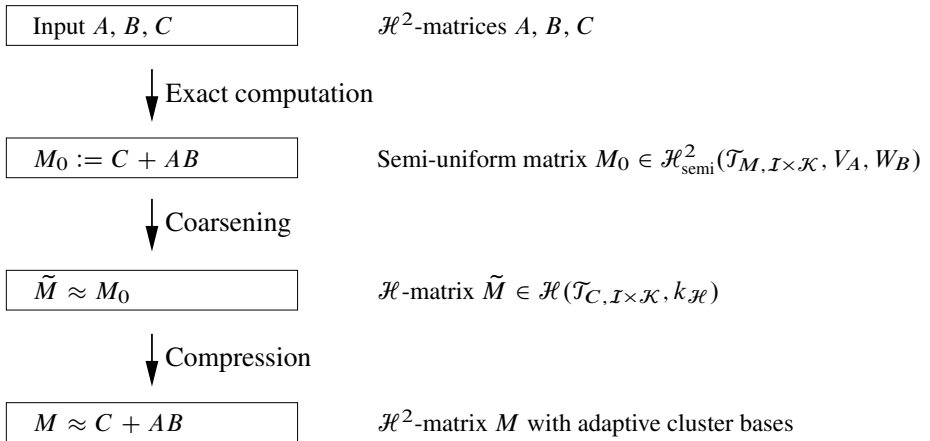 Input A, B, C ℋ²-matrices A, B, C
Exact computation
M₀ := C + AB Semi-uniform matrix M₀ ∈ ℋ²_semi(𝒯_{M,ℐ×𝒦}, V_A, W_B)
Coarsening
M̃ ≈ M₀ ℋ-matrix M̃ ∈ ℋ(𝒯_{C,ℐ×𝒦}, k_ℋ)
Compression
M ≈ C + AB ℋ²-matrix M with adaptive cluster bases